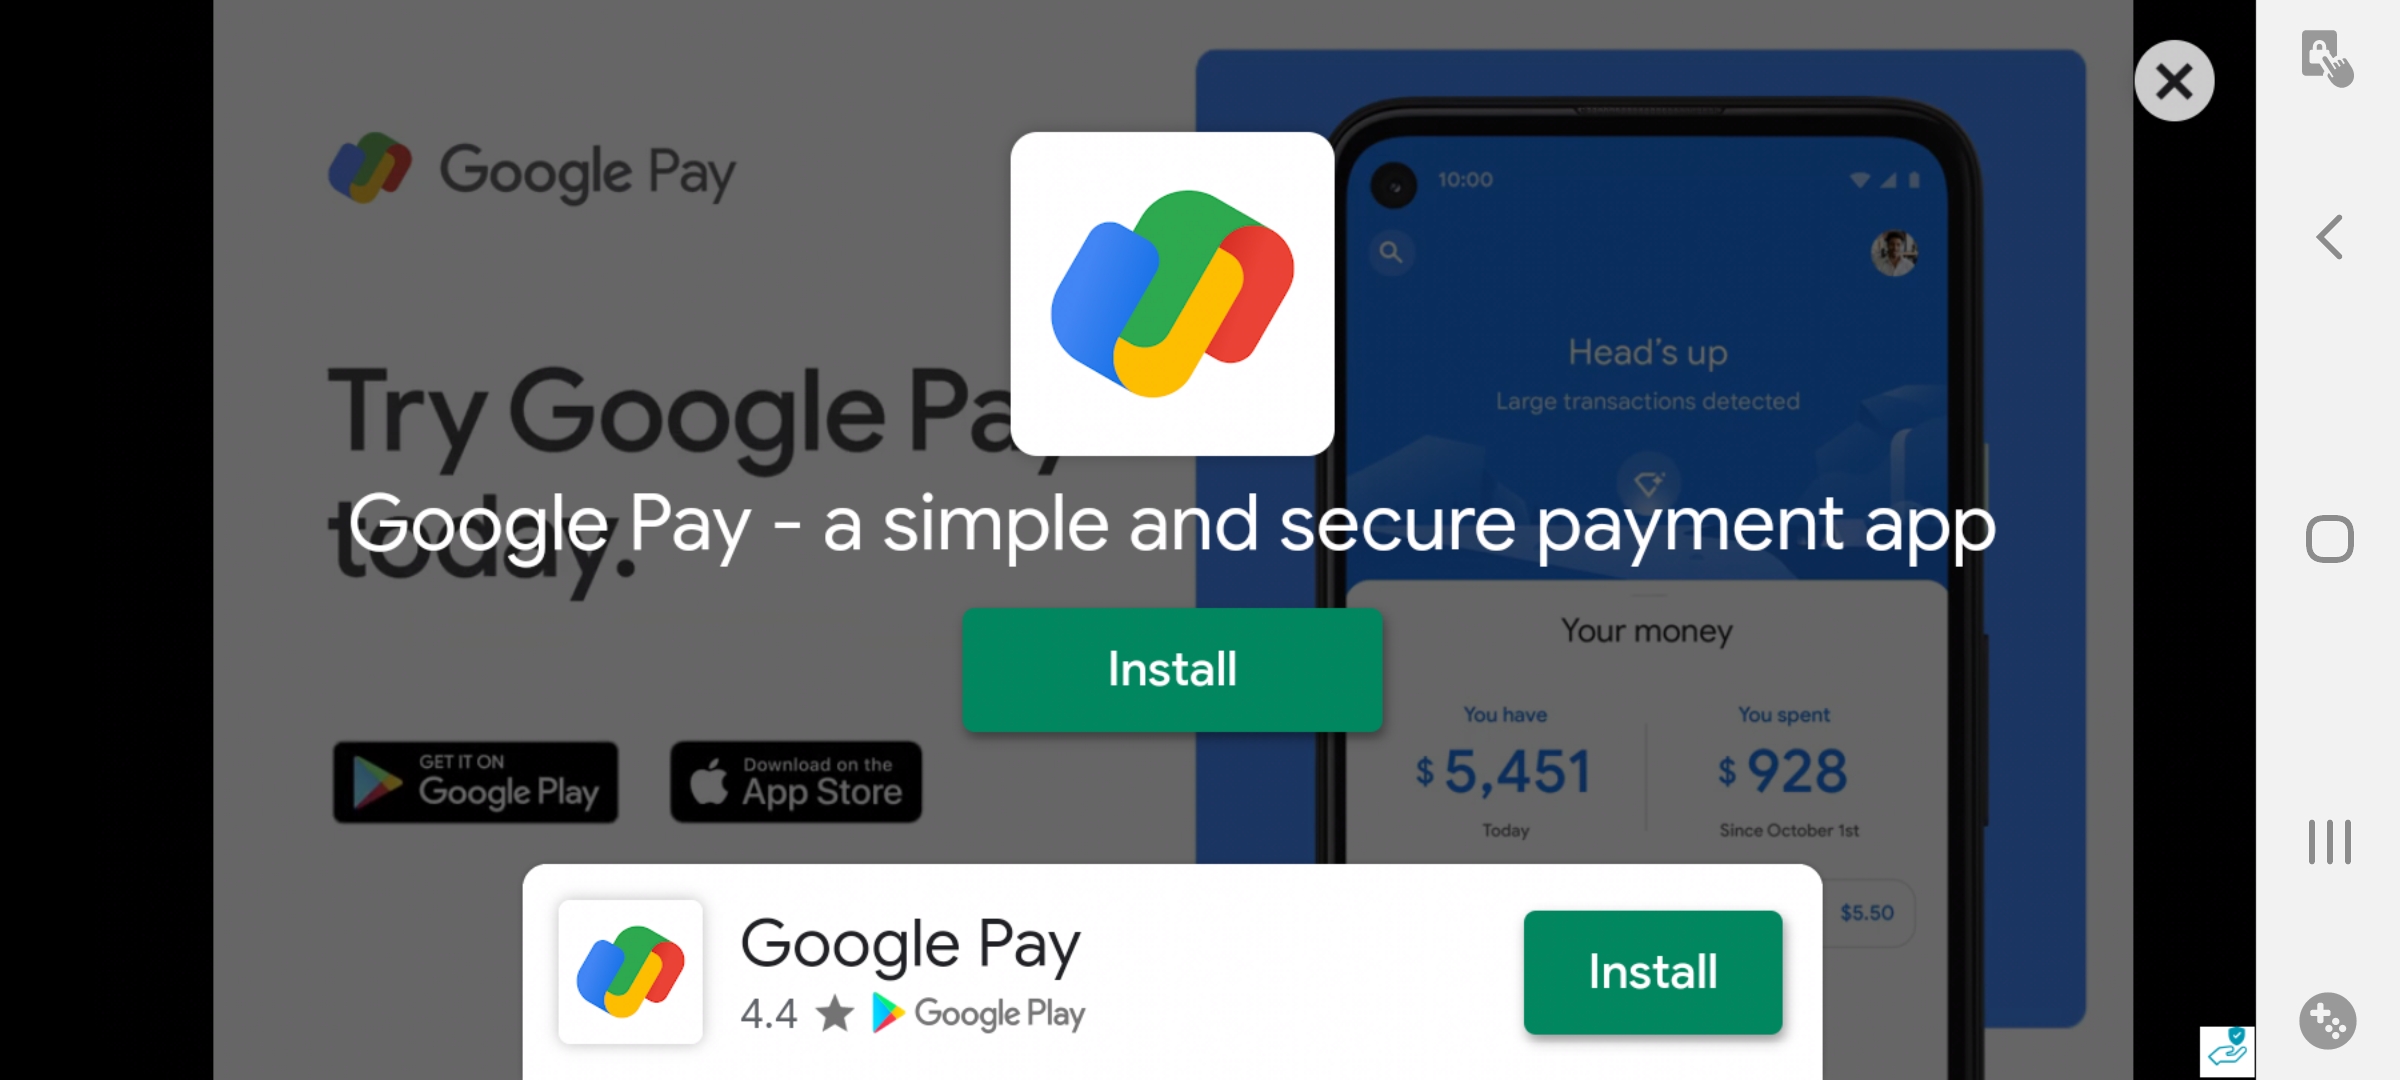 Google Pay
Try Google Pay
today.
GET IT ON
Google Play
Download on the
App Store
10:00
Head's up
Large transactions detected
Your money
You have
$5,451
Today
You spent
$928
Since October 1st
$5.50
Google Pay - a simple and secure payment app
Install
Google Pay
4.4 ★ Google Play
Install